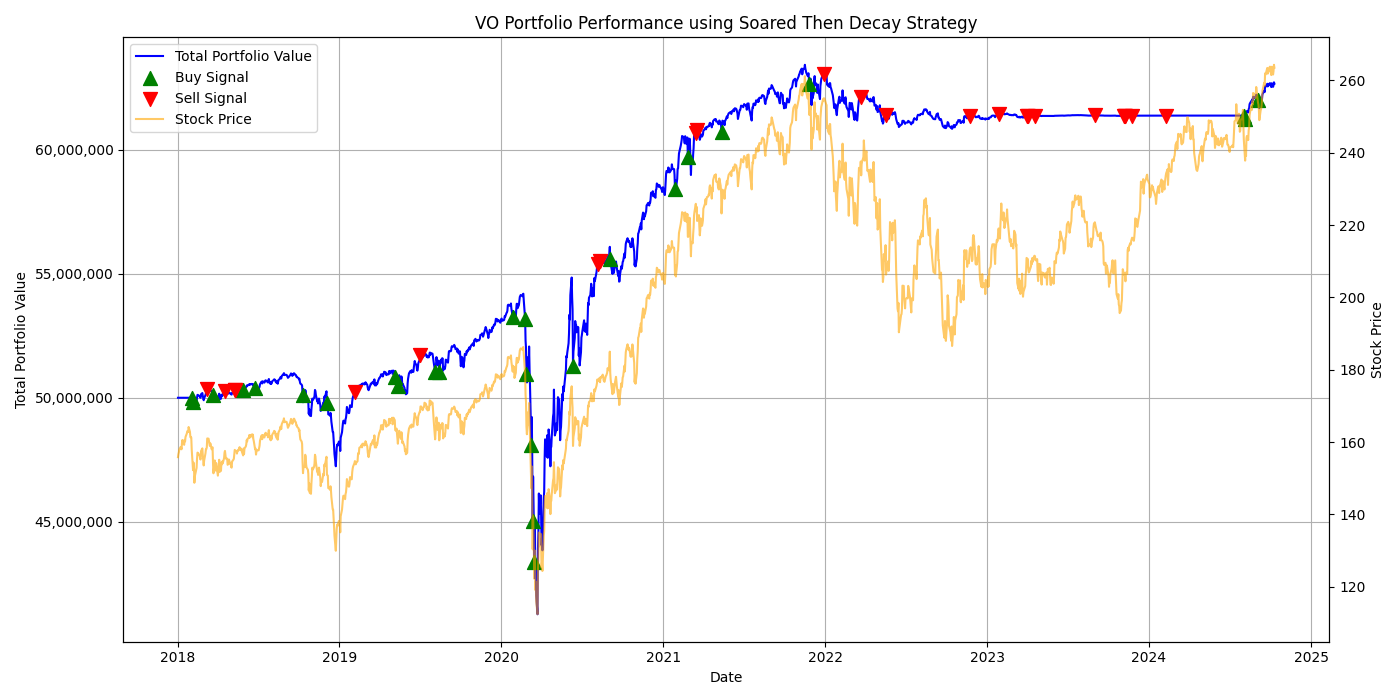 VO Portfolio Performance using Soared Then Decay Strategy
Total Portfolio Value
Buy Signal
Sell Signal
Stock Price
60,000,000
55,000,000
50,000,000
45,000,000
Total Portfolio Value
260
240
220
200
180
160
140
120
Stock Price
2018 2019 2020 2021 2022 2023 2024 2025
Date